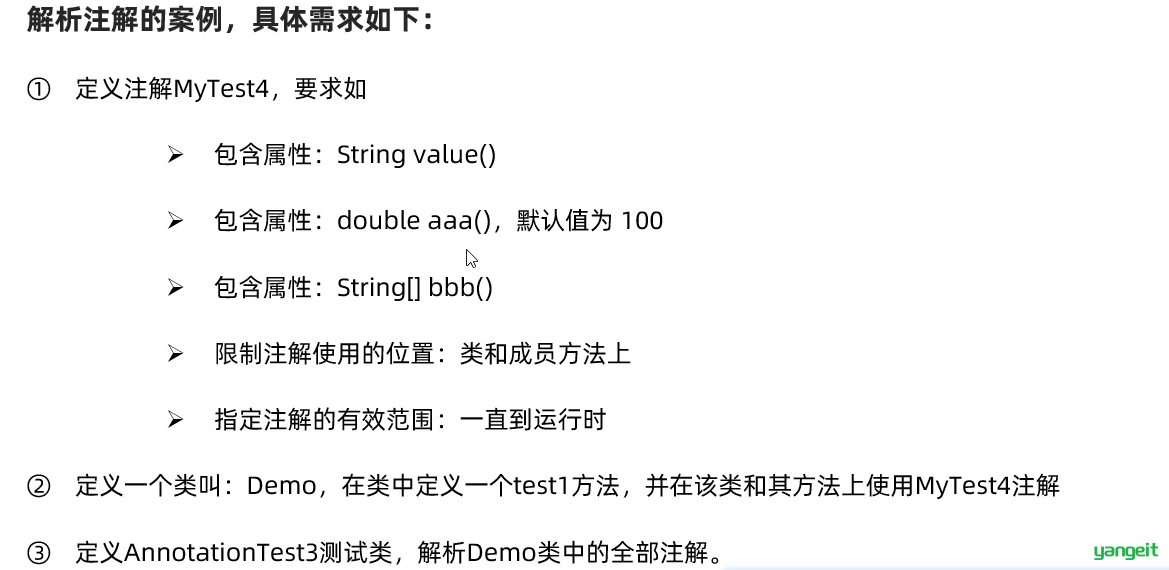 解析注解的案例，具体需求如下：
① 定义注解MyTest4，要求如
➢ 包含属性：String value()
➢ 包含属性：double aaa()，默认值为 100
➢ 包含属性：String[] bbb()
➢ 限制注解使用的位置：类和成员方法上
➢ 指定注解的有效范围：一直到运行时
② 定义一个类叫：Demo，在类中定义一个test1方法，并在该类和其方法上使用MyTest4注解
③ 定义AnnotationTest3测试类，解析Demo类中的全部注解。
yangeit